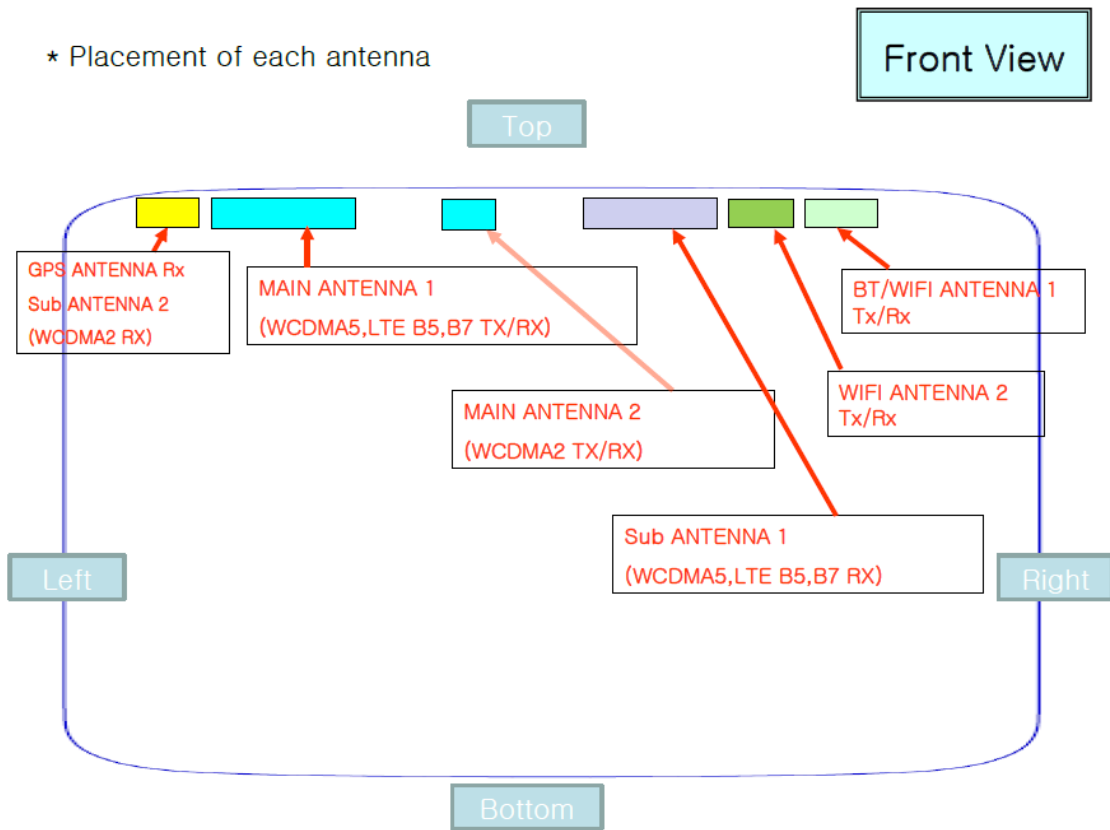 * Placement of each antenna
Front View
Top
GPS ANTENNA Rx
Sub ANTENNA 2
(WCDMA2 RX)
MAIN ANTENNA 1
(WCDMA5,LTE B5,B7 TX/RX)
BT/WIFI ANTENNA 1
Tx/Rx
WIFI ANTENNA 2
Tx/Rx
MAIN ANTENNA 2
(WCDMA2 TX/RX)
Sub ANTENNA 1
(WCDMA5,LTE B5,B7 RX)
Left
Right
Bottom